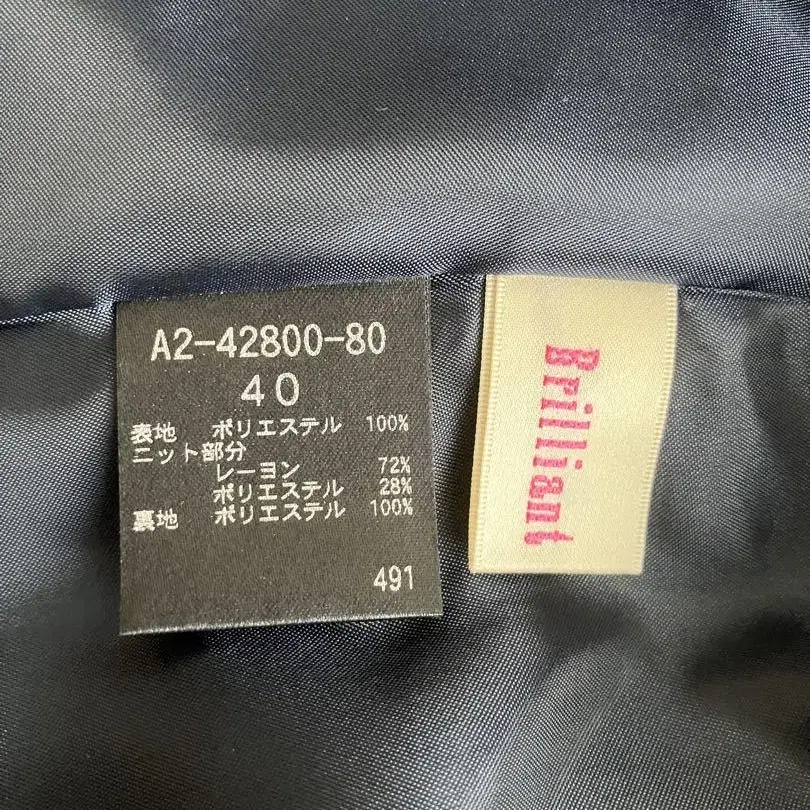 A2-42800-80
40
表地 ポリエステル 100%
ニット部分
レーヨン 72%
ポリエステル 28%
裏地 ポリエステル 100%
491
Brilliant